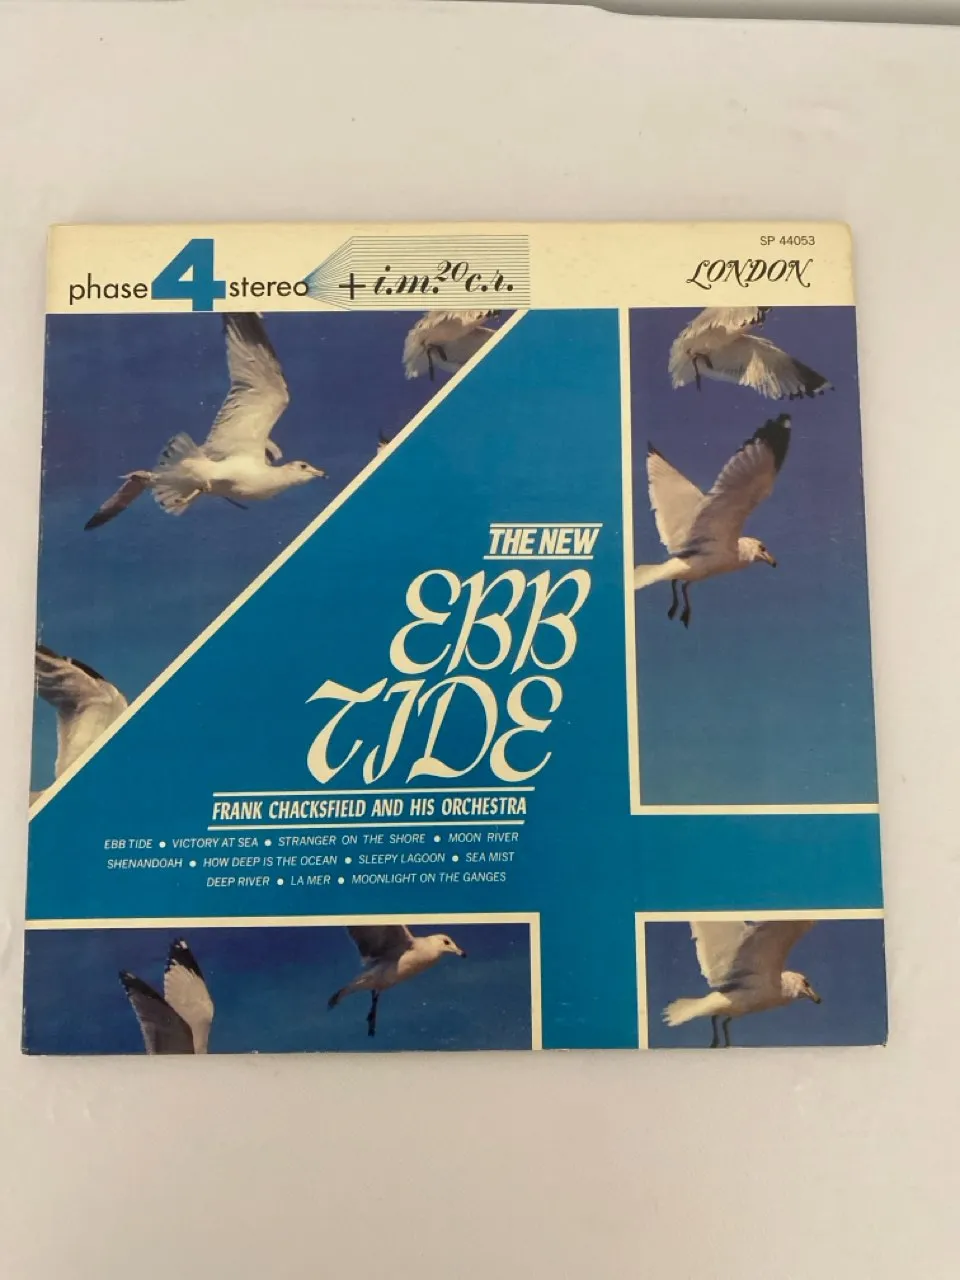 SP 44053
phase 4 stereo + i.m.20c.r. LONDON
THE NEW
EBB
TIDE
FRANK CHACKSFIELD AND HIS ORCHESTRA
EBB TIDE ● VICTORY AT SEA ● STRANGER ON THE SHORE ● MOON RIVER
SHENANDOAH ● HOW DEEP IS THE OCEAN ● SLEEPY LAGOON ● SEA MIST
DEEP RIVER ● LA MER ● MOONLIGHT ON THE GANGES